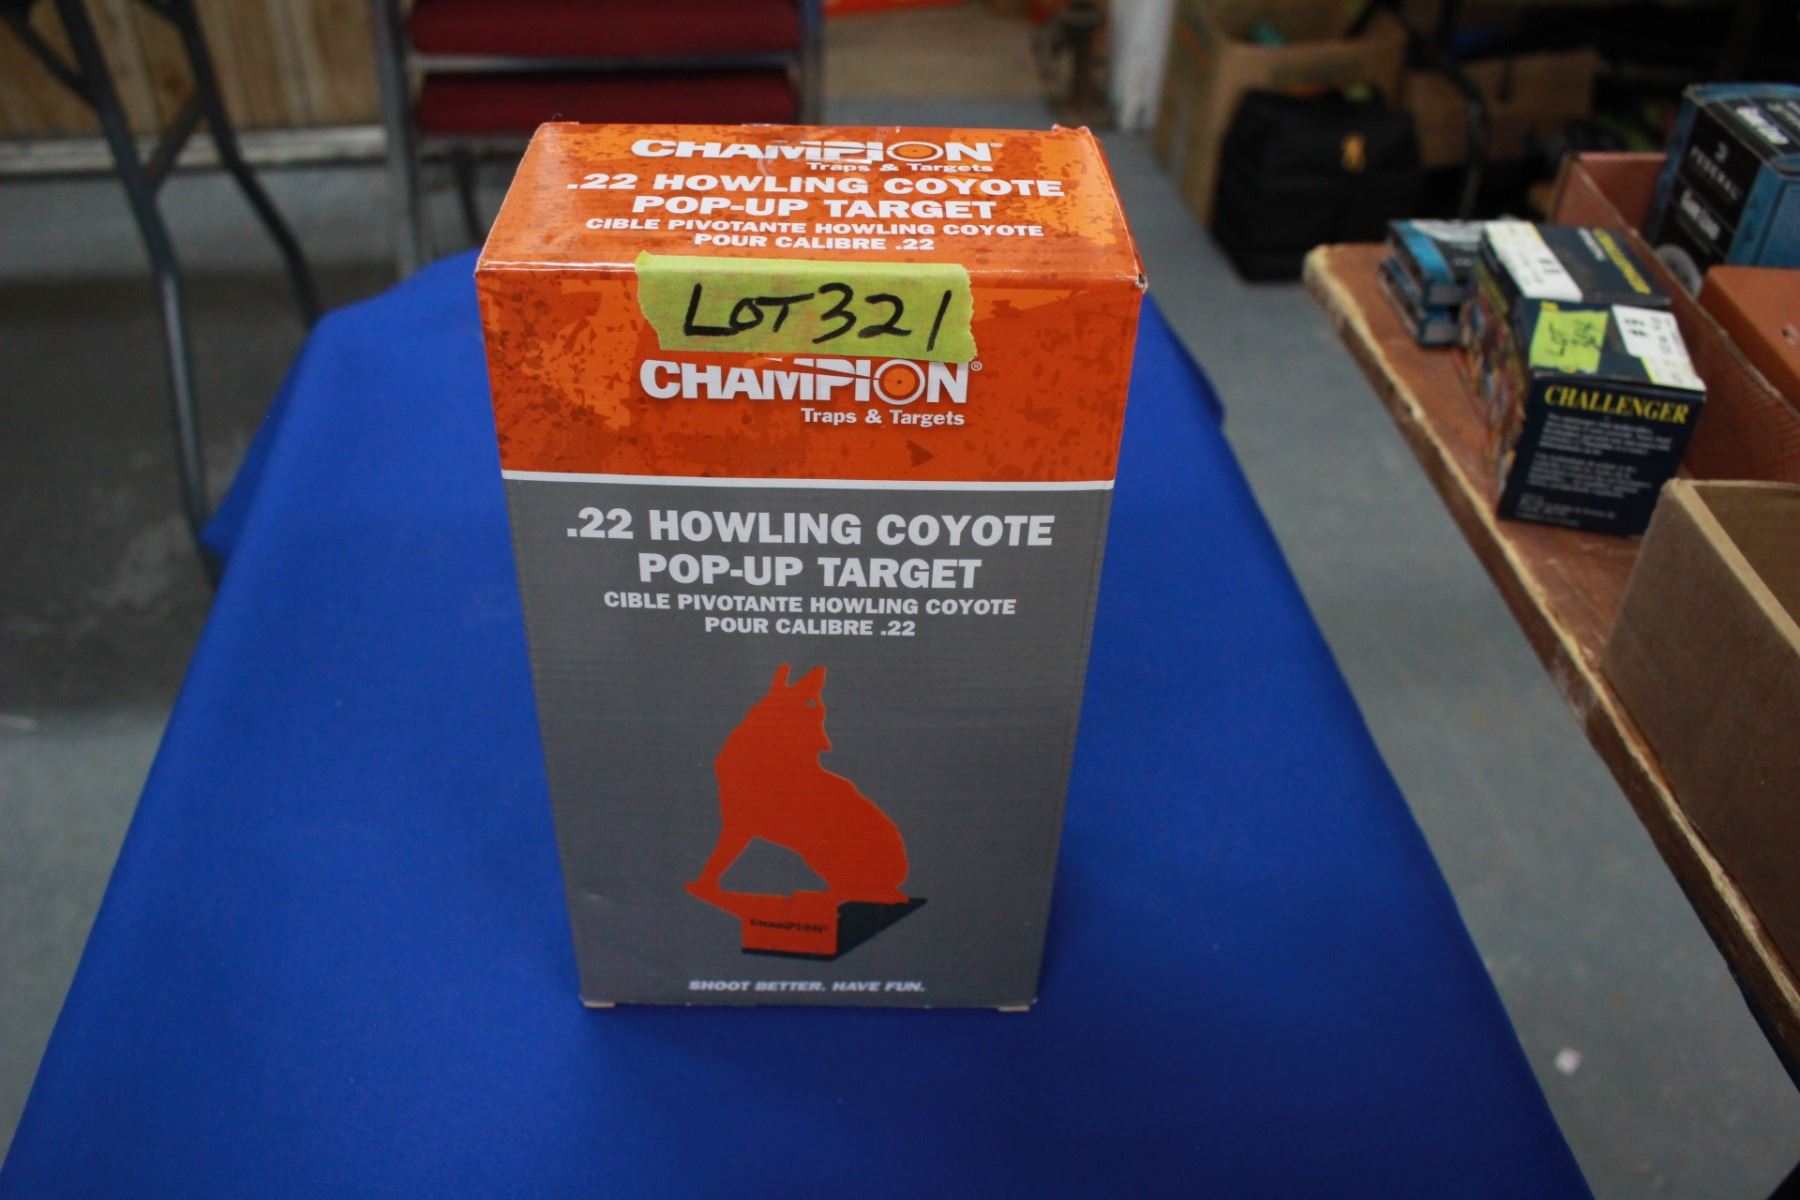 CHAMPION®
Traps & Targets
.22 HOWLING COYOTE
POP-UP TARGET
CIBLE PIVOTANTE HOWLING COYOTE
POUR CALIBRE .22
LOT 321
CHAMPION®
Traps & Targets
.22 HOWLING COYOTE
POP-UP TARGET
CIBLE PIVOTANTE HOWLING COYOTE
POUR CALIBRE .22
CHAMPION®
SHOOT BETTER. HAVE FUN.
FEDERAL
LOT
CHALLENGER